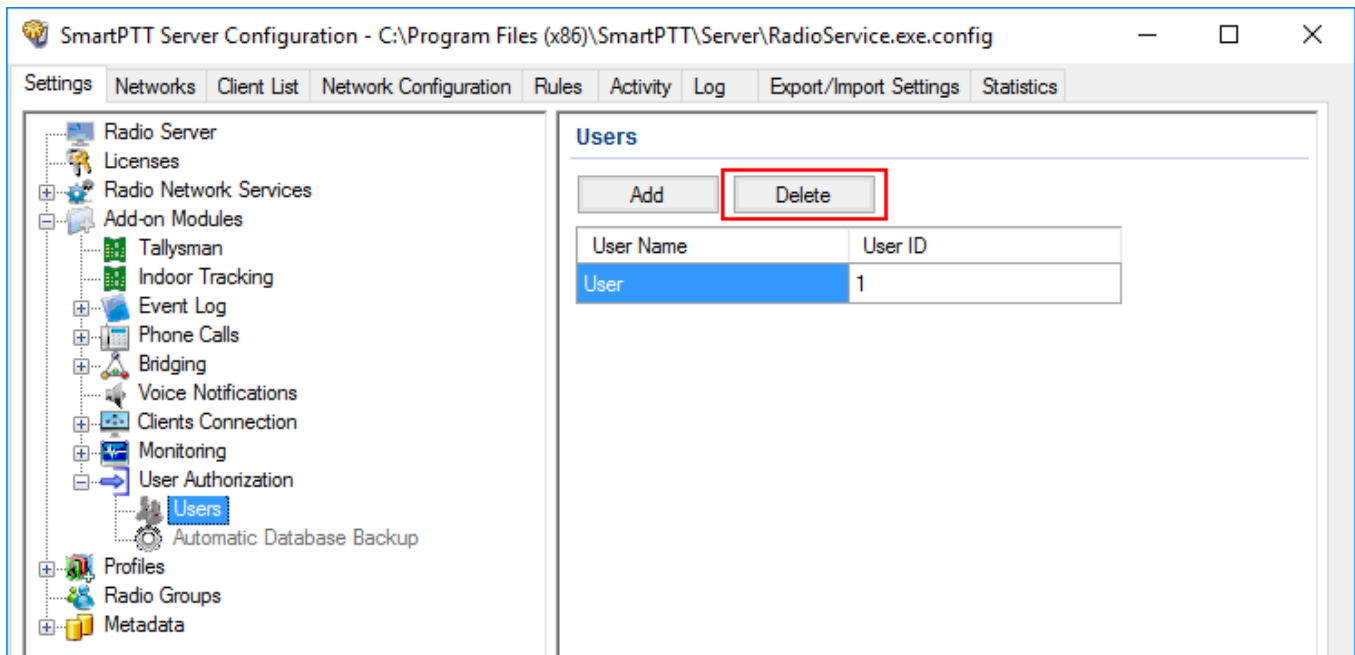 SmartPTT Server Configuration - C:\Program Files (x86)\SmartPTT\Server\RadioService.exe.config
Settings Networks Client List Network Configuration Rules Activity Log Export/Import Settings Statistics
Radio Server
Licenses
Radio Network Services
Add-on Modules
Tallysman
Indoor Tracking
Event Log
Phone Calls
Bridging
Voice Notifications
Clients Connection
Monitoring
User Authorization
Users
Automatic Database Backup
Profiles
Radio Groups
Metadata
Users
Add Delete
User Name User ID
User 1